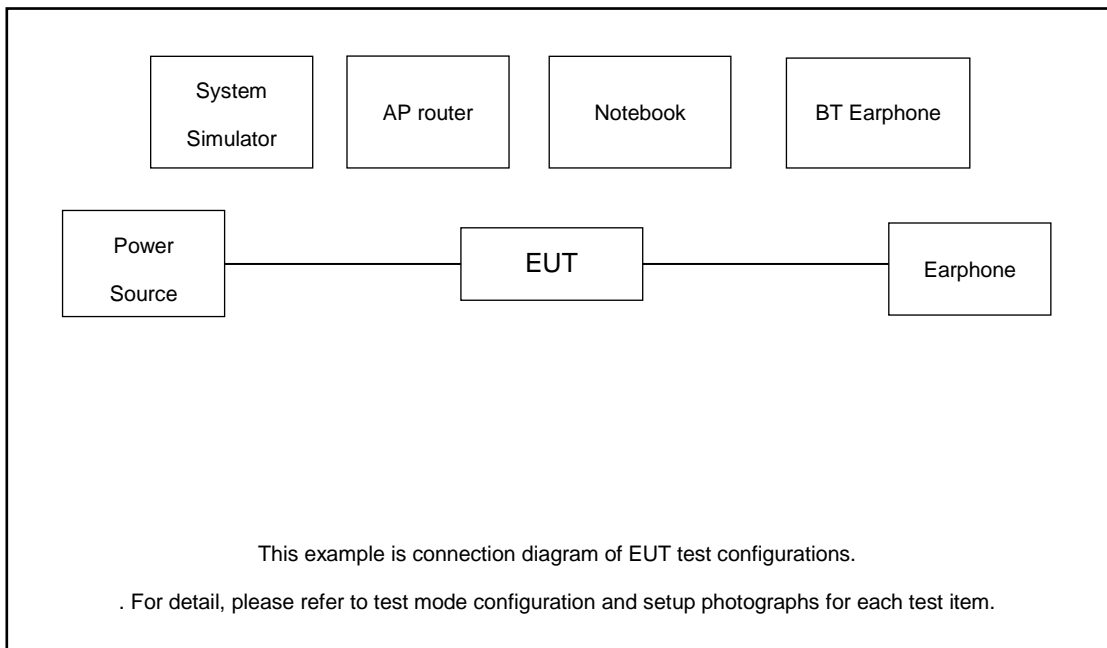 System
Simulator
AP router
Notebook
BT Earphone
Power
Source
EUT
Earphone
This example is connection diagram of EUT test configurations.
. For detail, please refer to test mode configuration and setup photographs for each test item.